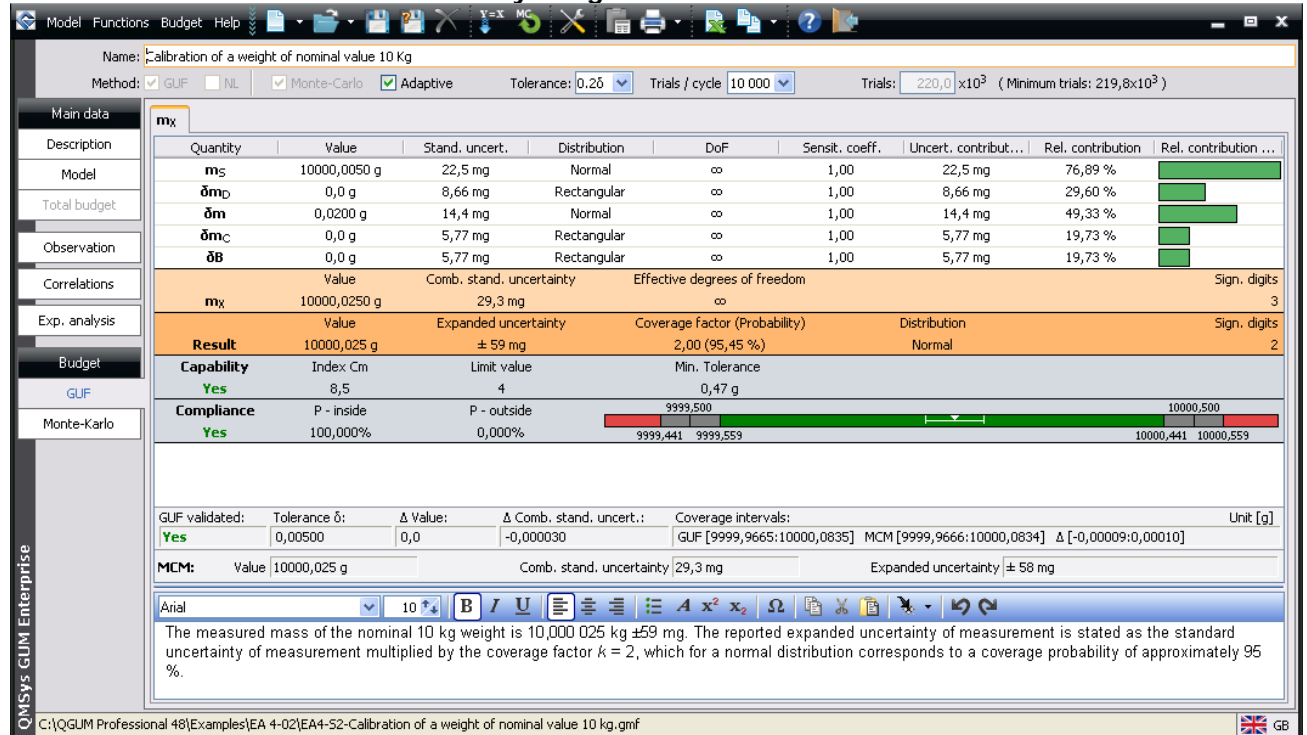 Model Functions Budget Help Y=X MC
Name: Calibration of a weight of nominal value 10 Kg
Method: GUF NL Monte-Carlo Adaptive Tolerance: 0.2δ Trials / cycle 10 000 Trials: 220,0 x10³ ( Minimum trials: 219,8x10³ )
Main data
Description
Model
Total budget
Observation
Correlations
Exp. analysis
Budget
GUF
Monte-Karlo
QMSys GUM Enterprise
mX
Quantity Value Stand. uncert. Distribution DoF Sensit. coeff. Uncert. contribut... Rel. contribution Rel. contribution ...
mS 10000,0050 g 22,5 mg Normal ∞ 1,00 22,5 mg 76,89 %
δmD 0,0 g 8,66 mg Rectangular ∞ 1,00 8,66 mg 29,60 %
δm 0,0200 g 14,4 mg Normal ∞ 1,00 14,4 mg 49,33 %
δmC 0,0 g 5,77 mg Rectangular ∞ 1,00 5,77 mg 19,73 %
δB 0,0 g 5,77 mg Rectangular ∞ 1,00 5,77 mg 19,73 %
Value Comb. stand. uncertainty Effective degrees of freedom Sign. digits
mX 10000,0250 g 29,3 mg ∞ 3
Value Expanded uncertainty Coverage factor (Probability) Distribution Sign. digits
Result 10000,025 g ± 59 mg 2,00 (95,45 %) Normal 2
Capability Index Cm Limit value Min. Tolerance
Yes 8,5 4 0,47 g
Compliance P - inside P - outside 9999,500 10000,500
Yes 100,000% 0,000% 9999,441 9999,559 10000,441 10000,559
GUF validated: Tolerance δ: Δ Value: Δ Comb. stand. uncert.: Coverage intervals: Unit [g]
Yes 0,00500 0,0 -0,000030 GUF [9999,9665:10000,0835] MCM [9999,9666:10000,0834] Δ [-0,00009:0,00010]
MCM: Value 10000,025 g Comb. stand. uncertainty 29,3 mg Expanded uncertainty ± 58 mg
Arial 10 B I U A x² x₂ Ω
The measured mass of the nominal 10 kg weight is 10,000 025 kg ±59 mg. The reported expanded uncertainty of measurement is stated as the standard
uncertainty of measurement multiplied by the coverage factor k = 2, which for a normal distribution corresponds to a coverage probability of approximately 95
%.
C:\QGUM Professional 48\Examples\EA 4-02\EA4-S2-Calibration of a weight of nominal value 10 kg.gmf GB